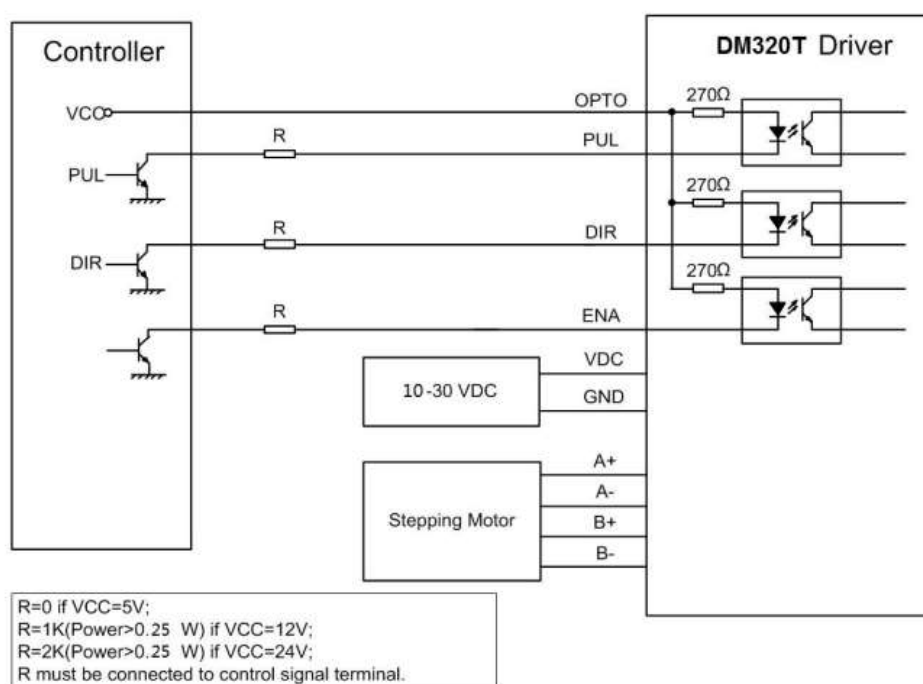 Controller
DM320T Driver
VCC
OPTO
270Ω
PUL
R
PUL
270Ω
DIR
R
DIR
270Ω
R
ENA
10-30 VDC
VDC
GND
Stepping Motor
A+
A-
B+
B-
R=0 if VCC=5V;
R=1K(Power>0.25 W) if VCC=12V;
R=2K(Power>0.25 W) if VCC=24V;
R must be connected to control signal terminal.